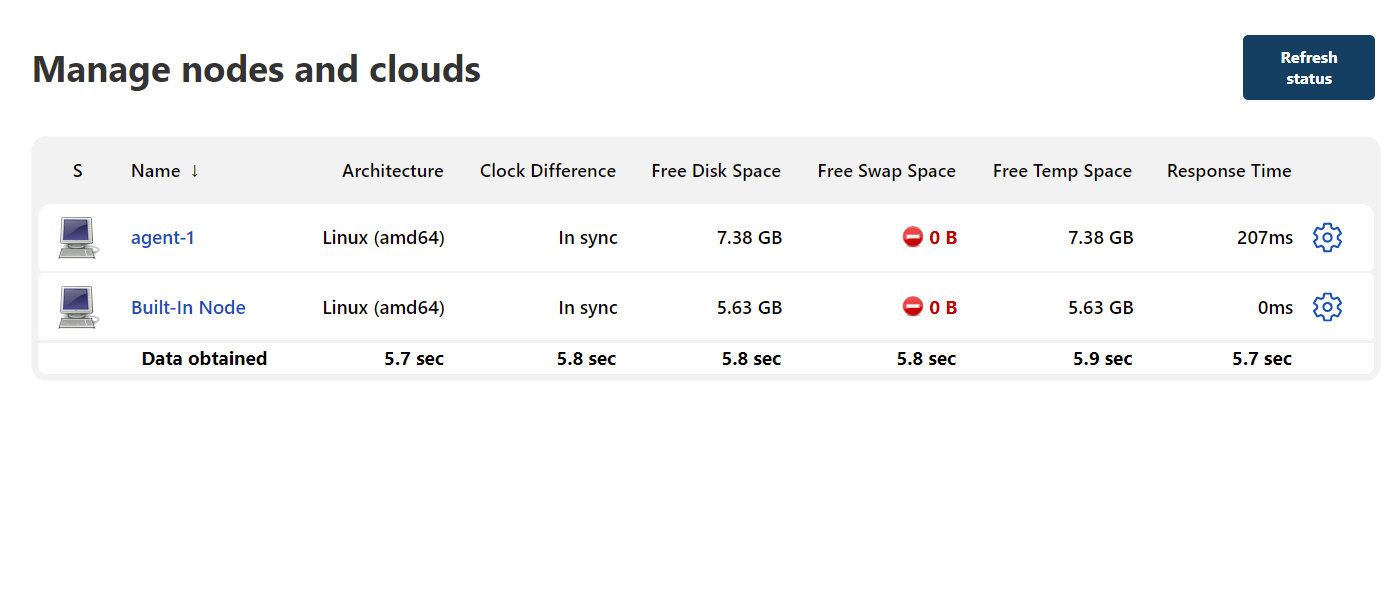 Manage nodes and clouds
Refresh
status
S Name ↓ Architecture Clock Difference Free Disk Space Free Swap Space Free Temp Space Response Time
agent-1 Linux (amd64) In sync 7.38 GB 0 B 7.38 GB 207ms
Built-In Node Linux (amd64) In sync 5.63 GB 0 B 5.63 GB 0ms
Data obtained 5.7 sec 5.8 sec 5.8 sec 5.8 sec 5.9 sec 5.7 sec